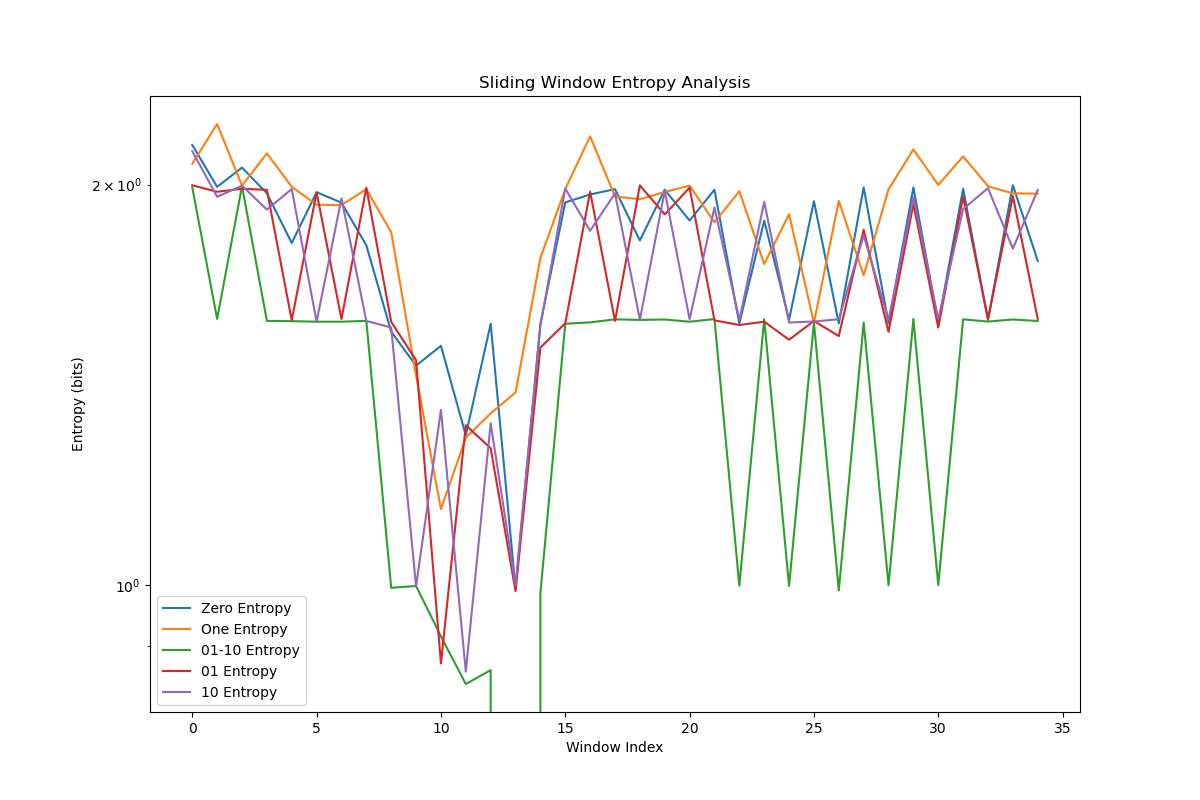 Sliding Window Entropy Analysis
Entropy (bits)
2 × 10⁰
10⁰
Zero Entropy
One Entropy
01-10 Entropy
01 Entropy
10 Entropy
0 5 10 15 20 25 30 35
Window Index